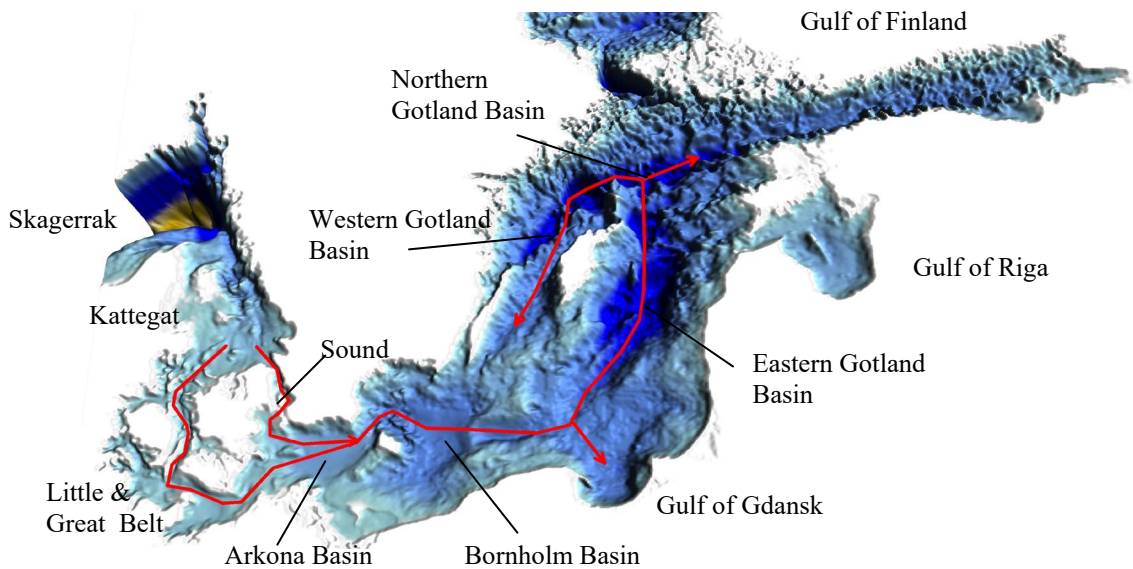 Gulf of Finland
Northern
Gotland Basin
Skagerrak
Western Gotland
Basin
Gulf of Riga
Kattegat
Sound
Eastern Gotland
Basin
Little &
Great Belt
Gulf of Gdansk
Arkona Basin
Bornholm Basin